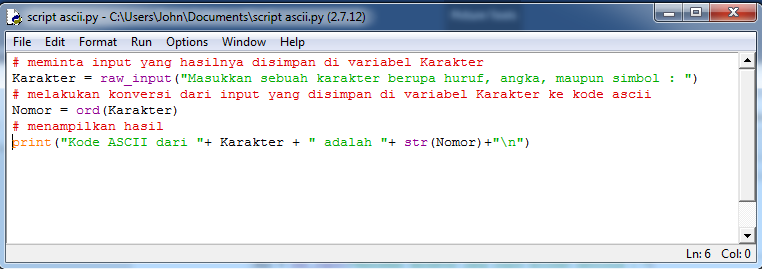 script ascii.py - C:\Users\John\Documents\script ascii.py (2.7.12)
File Edit Format Run Options Window Help
# meminta input yang hasilnya disimpan di variabel Karakter
Karakter = raw_input("Masukkan sebuah karakter berupa huruf, angka, maupun simbol : ")
# melakukan konversi dari input yang disimpan di variabel Karakter ke kode ascii
Nomor = ord(Karakter)
# menampilkan hasil
print("Kode ASCII dari "+ Karakter + " adalah "+ str(Nomor)+"\n")
Ln: 6 Col: 0